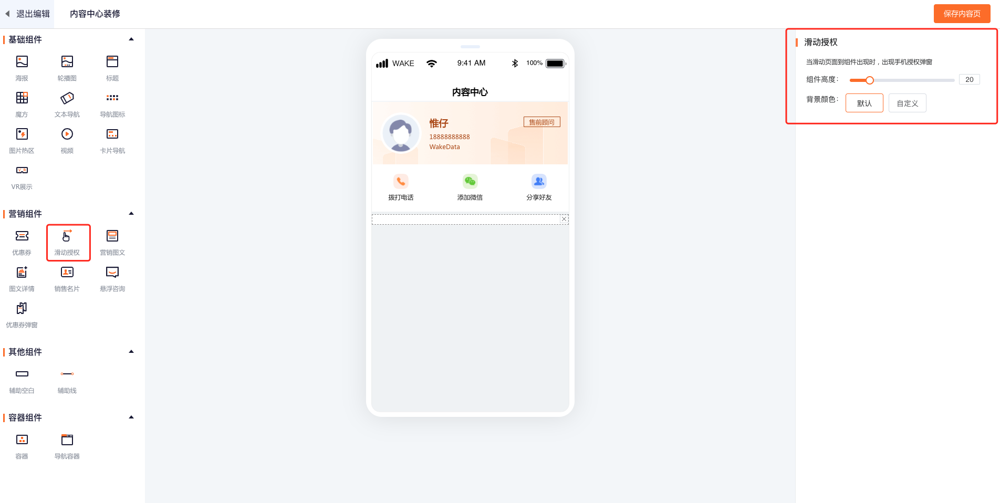 退出编辑
内容中心装修
保存内容页
基础组件
海报
轮播图
标题
魔方
文本导航
导航图标
图片热区
视频
卡片导航
VR展示
营销组件
优惠券
滑动授权
营销图文
图文详情
销售名片
悬浮咨询
优惠券弹窗
其他组件
辅助空白
辅助线
容器组件
容器
导航容器
WAKE
9:41 AM
100%
内容中心
惟仔
售前顾问
18888888888
WakeData
拨打电话
添加微信
分享好友
滑动授权
当滑动页面到组件出现时，出现手机授权弹窗
组件高度：
20
背景颜色：
默认
自定义